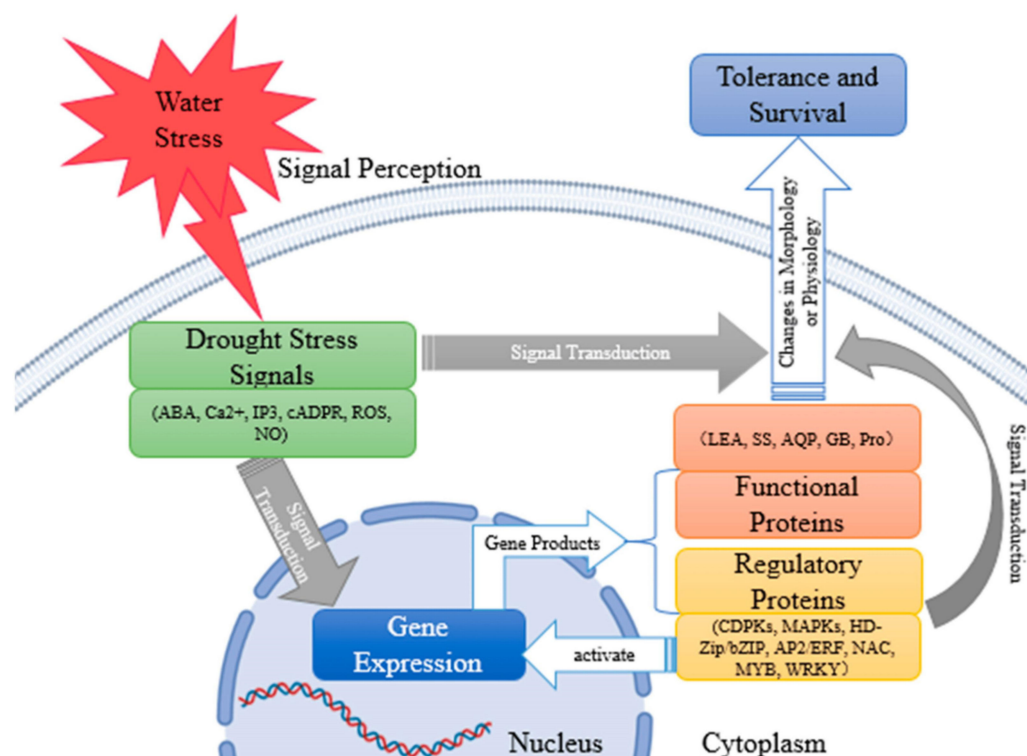 Water
Stress
Signal Perception
Tolerance and
Survival
Changes in Morphology
or Physiology
Drought Stress
Signals
(ABA, Ca2+, IP3, cADPR, ROS,
NO)
Signal Transduction
Signal
Transduction
(LEA, SS, AQP, GB, Pro)
Functional
Proteins
Signal Transduction
Gene Products
Regulatory
Proteins
(CDPKs, MAPKs, HD-
Zip/bZIP, AP2/ERF, NAC,
MYB, WRKY)
Gene
Expression
activate
Nucleus
Cytoplasm